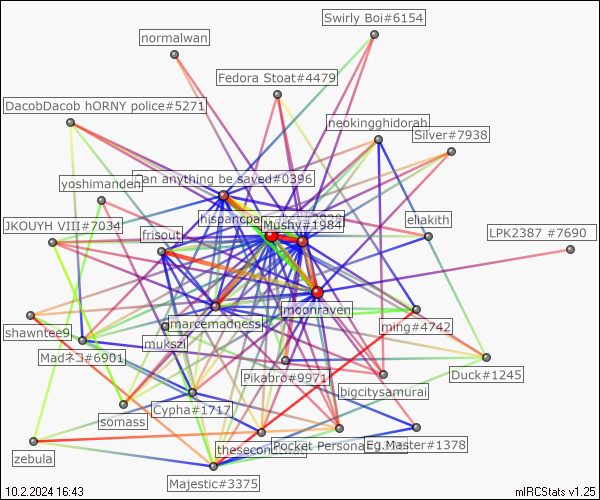 Swirly Boi#6154
normalwan
Fedora Stoat#4479
DacobDacob hORNY police#5271
neokingghidorah
Silver#7938
Can anything be saved#0396
yoshimanden
Mushy#1984
JKOUYH VIII#7034
frisout
eliakith
LPK2387 #7690
moonraven
marcemadness
ming#4742
shawntee9
mukszi
Madネコ#6901
Pikabro#9971
Duck#1245
bigcitysamurai
Cypha#1717
somass
Pocket Persona
Eg.Master#1378
zebula
Majestic#3375
10.2.2024 16:43
mIRCStats v1.25